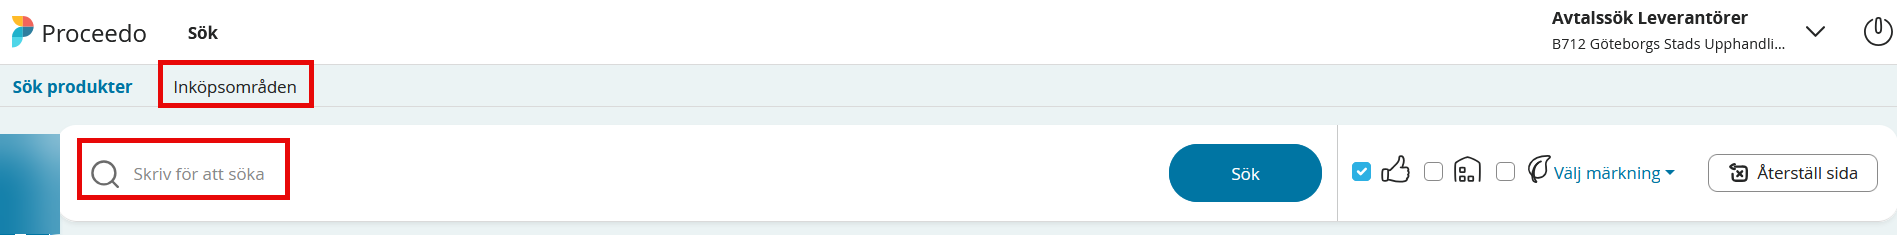 Proceedo
Sök
Avtalssök Leverantörer
B712 Göteborgs Stads Upphandli...
Sök produkter
Inköpsområden
Skriv för att söka
Sök
Välj märkning
Återställ sida